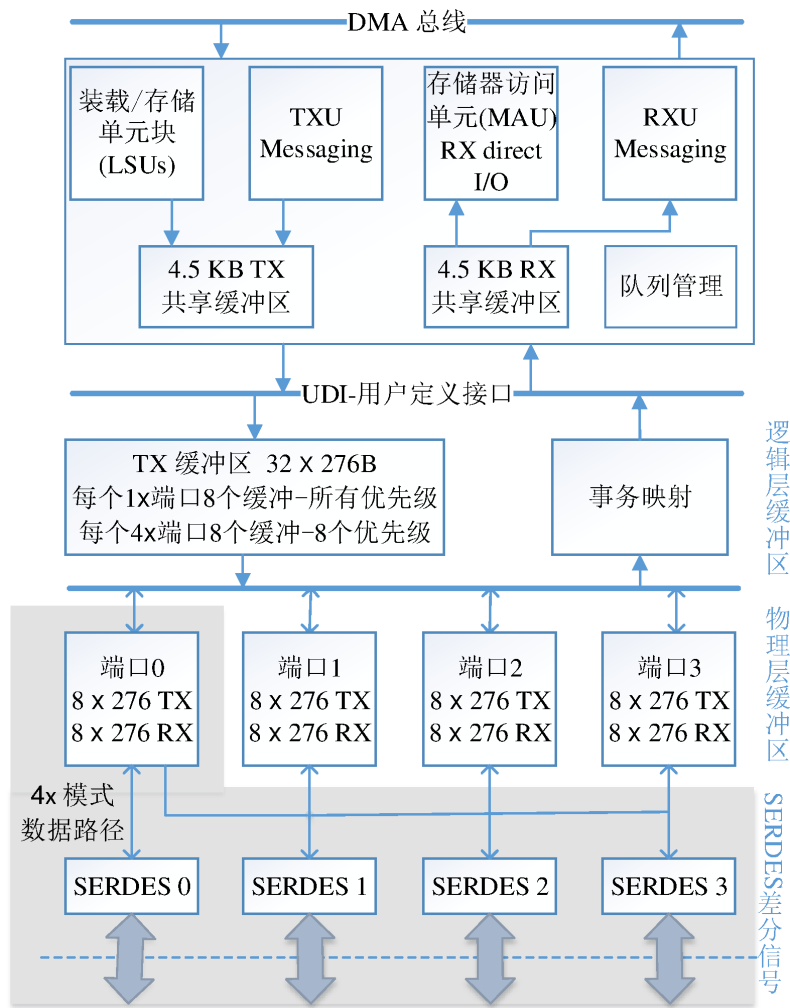 DMA 总线
装载/存储
单元块
(LSUs)
TXU
Messaging
存储器访问
单元(MAU)
RX direct
I/O
RXU
Messaging
4.5 KB TX
共享缓冲区
4.5 KB RX
共享缓冲区
队列管理
UDI-用户定义接口
TX 缓冲区 32 X 276B
每个1x端口8个缓冲-所有优先级
每个4x端口8个缓冲-8个优先级
事务映射
逻辑层缓冲区
端口0
8 x 276 TX
8 x 276 RX
端口1
8 x 276 TX
8 x 276 RX
端口2
8 x 276 TX
8 x 276 RX
端口3
8 x 276 TX
8 x 276 RX
物理层缓冲区
4x 模式
数据路径
SERDES 0
SERDES 1
SERDES 2
SERDES 3
SERDES差分信号